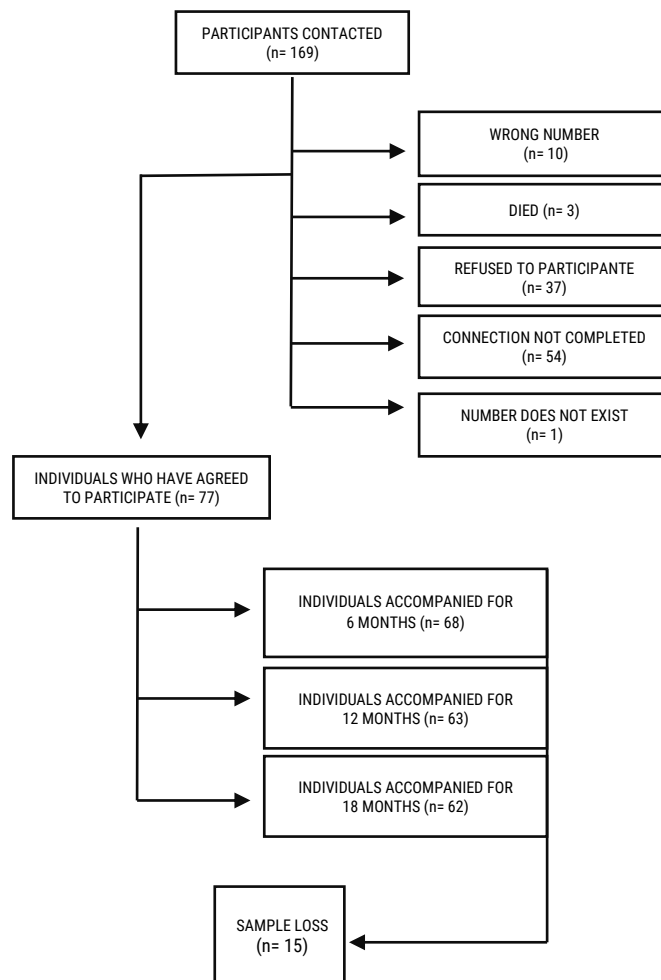 PARTICIPANTS CONTACTED
(n= 169)
WRONG NUMBER
(n= 10)
DIED (n= 3)
REFUSED TO PARTICIPANTE
(n= 37)
CONNECTION NOT COMPLETED
(n= 54)
NUMBER DOES NOT EXIST
(n= 1)
INDIVIDUALS WHO HAVE AGREED
TO PARTICIPATE (n= 77)
INDIVIDUALS ACCOMPANIED FOR
6 MONTHS (n= 68)
INDIVIDUALS ACCOMPANIED FOR
12 MONTHS (n= 63)
INDIVIDUALS ACCOMPANIED FOR
18 MONTHS (n= 62)
SAMPLE LOSS
(n= 15)